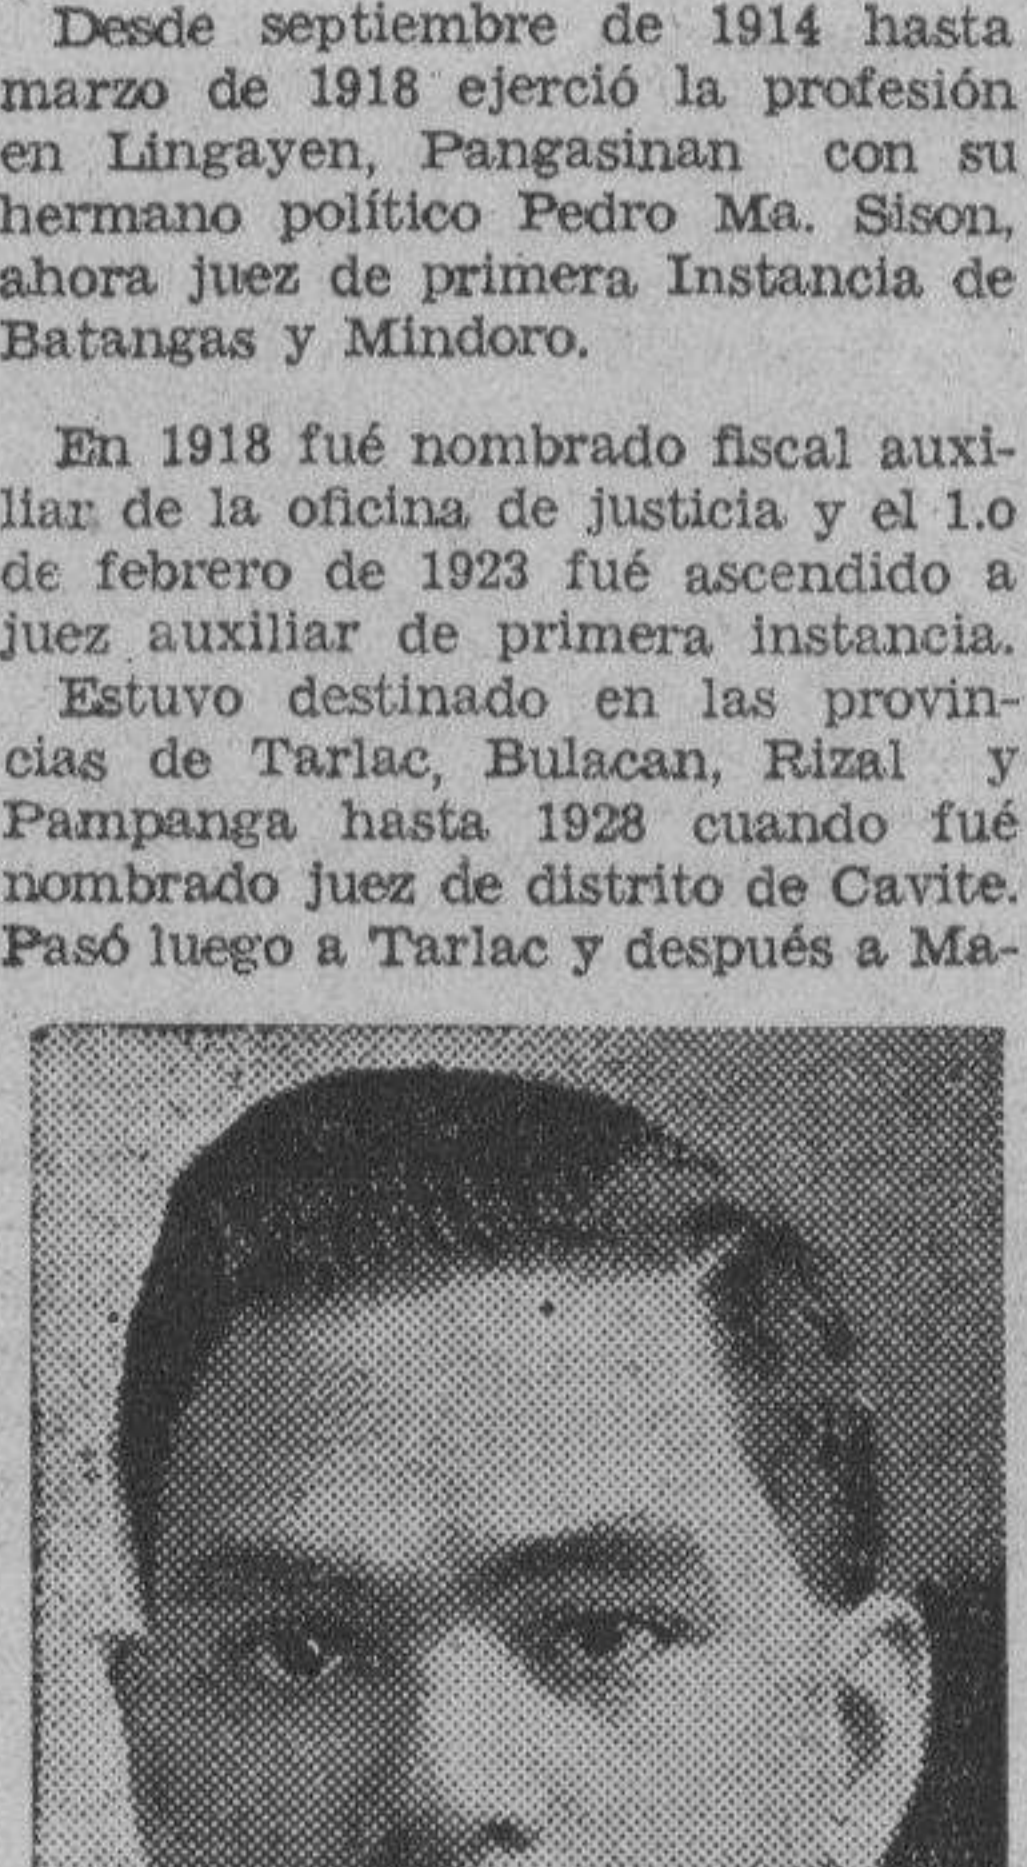 Desde septiembre de 1914 hasta
marzo de 1918 ejerció la profesión
en Lingayen, Pangasinan con su
hermano político Pedro Ma. Sison,
ahora juez de primera Instancia de
Batangas y Mindoro.
En 1918 fué nombrado fiscal auxi-
liar de la oficina de justicia y el 1.o
de febrero de 1923 fué ascendido a
juez auxiliar de primera instancia.
Estuvo destinado en las provin-
cias de Tarlac, Bulacan, Rizal y
Pampanga hasta 1928 cuando fué
nombrado juez de distrito de Cavite.
Pasó luego a Tarlac y después a Ma-